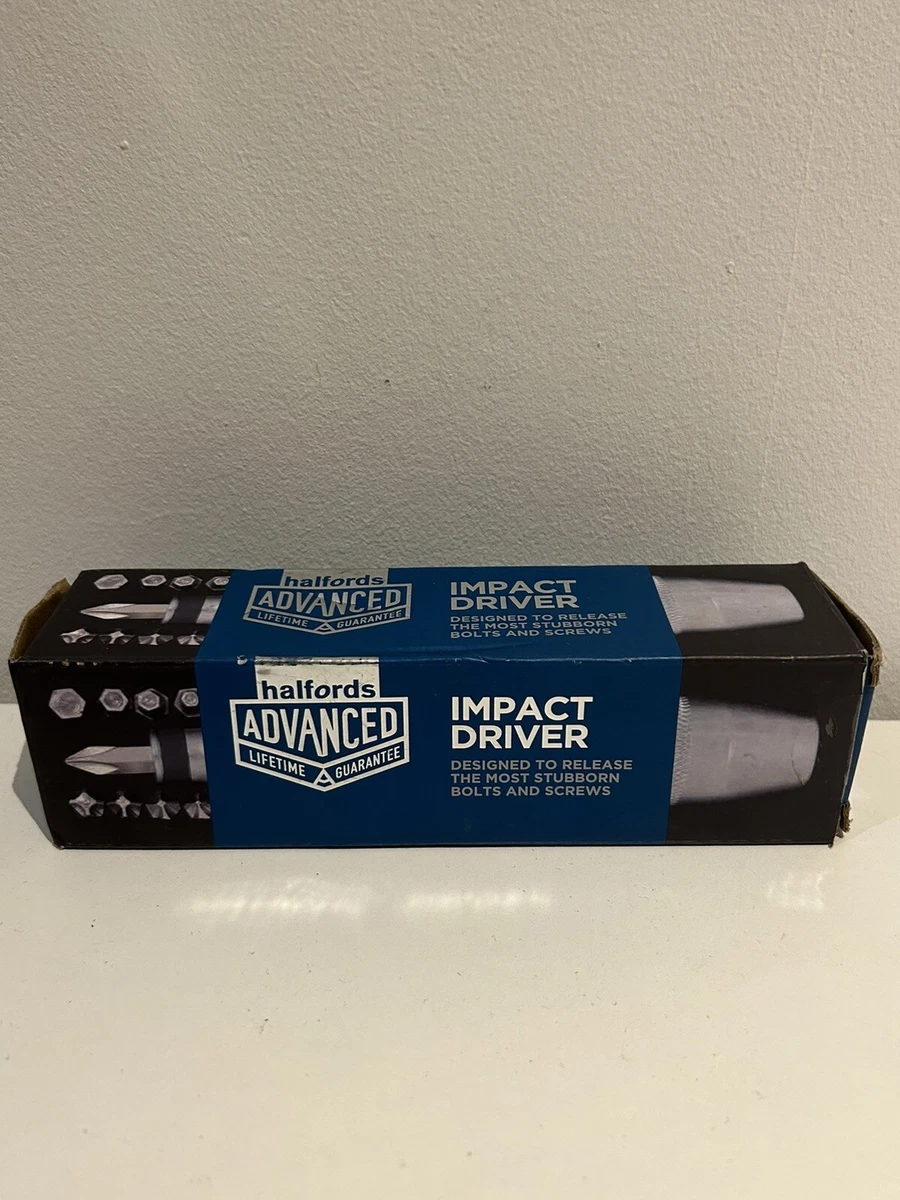 halfords
ADVANCED
LIFETIME GUARANTEE
IMPACT
DRIVER
DESIGNED TO RELEASE
THE MOST STUBBORN
BOLTS AND SCREWS
halfords
ADVANCED
LIFETIME GUARANTEE
IMPACT
DRIVER
DESIGNED TO RELEASE
THE MOST STUBBORN
BOLTS AND SCREWS